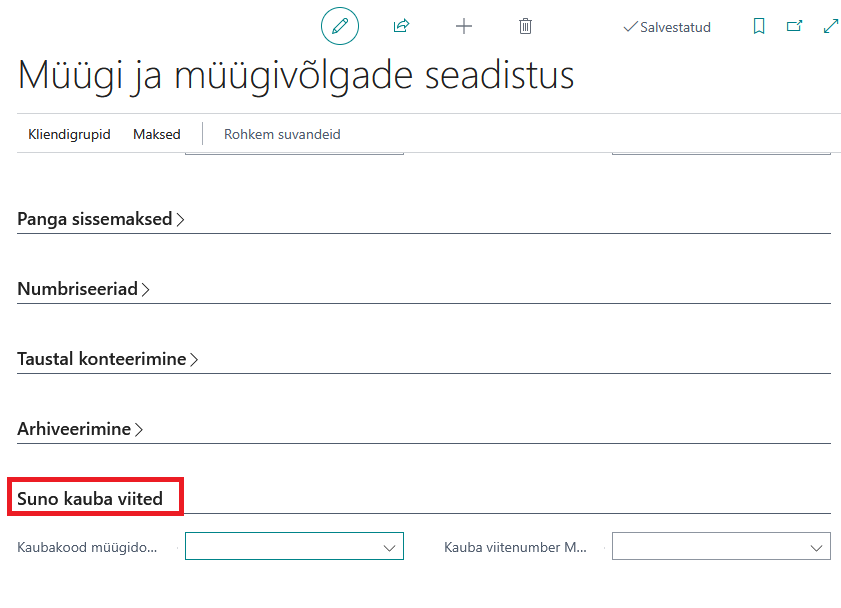 Salvestatud
Müügi ja müügivõlgade seadistus
Kliendigrupid Maksed Rohkem suvandeid
Panga sissemaksed
Numbriseeriad
Taustal konteerimine
Arhiveerimine
Suno kauba viited
Kaubakood müügido... Kauba viitenumber M...